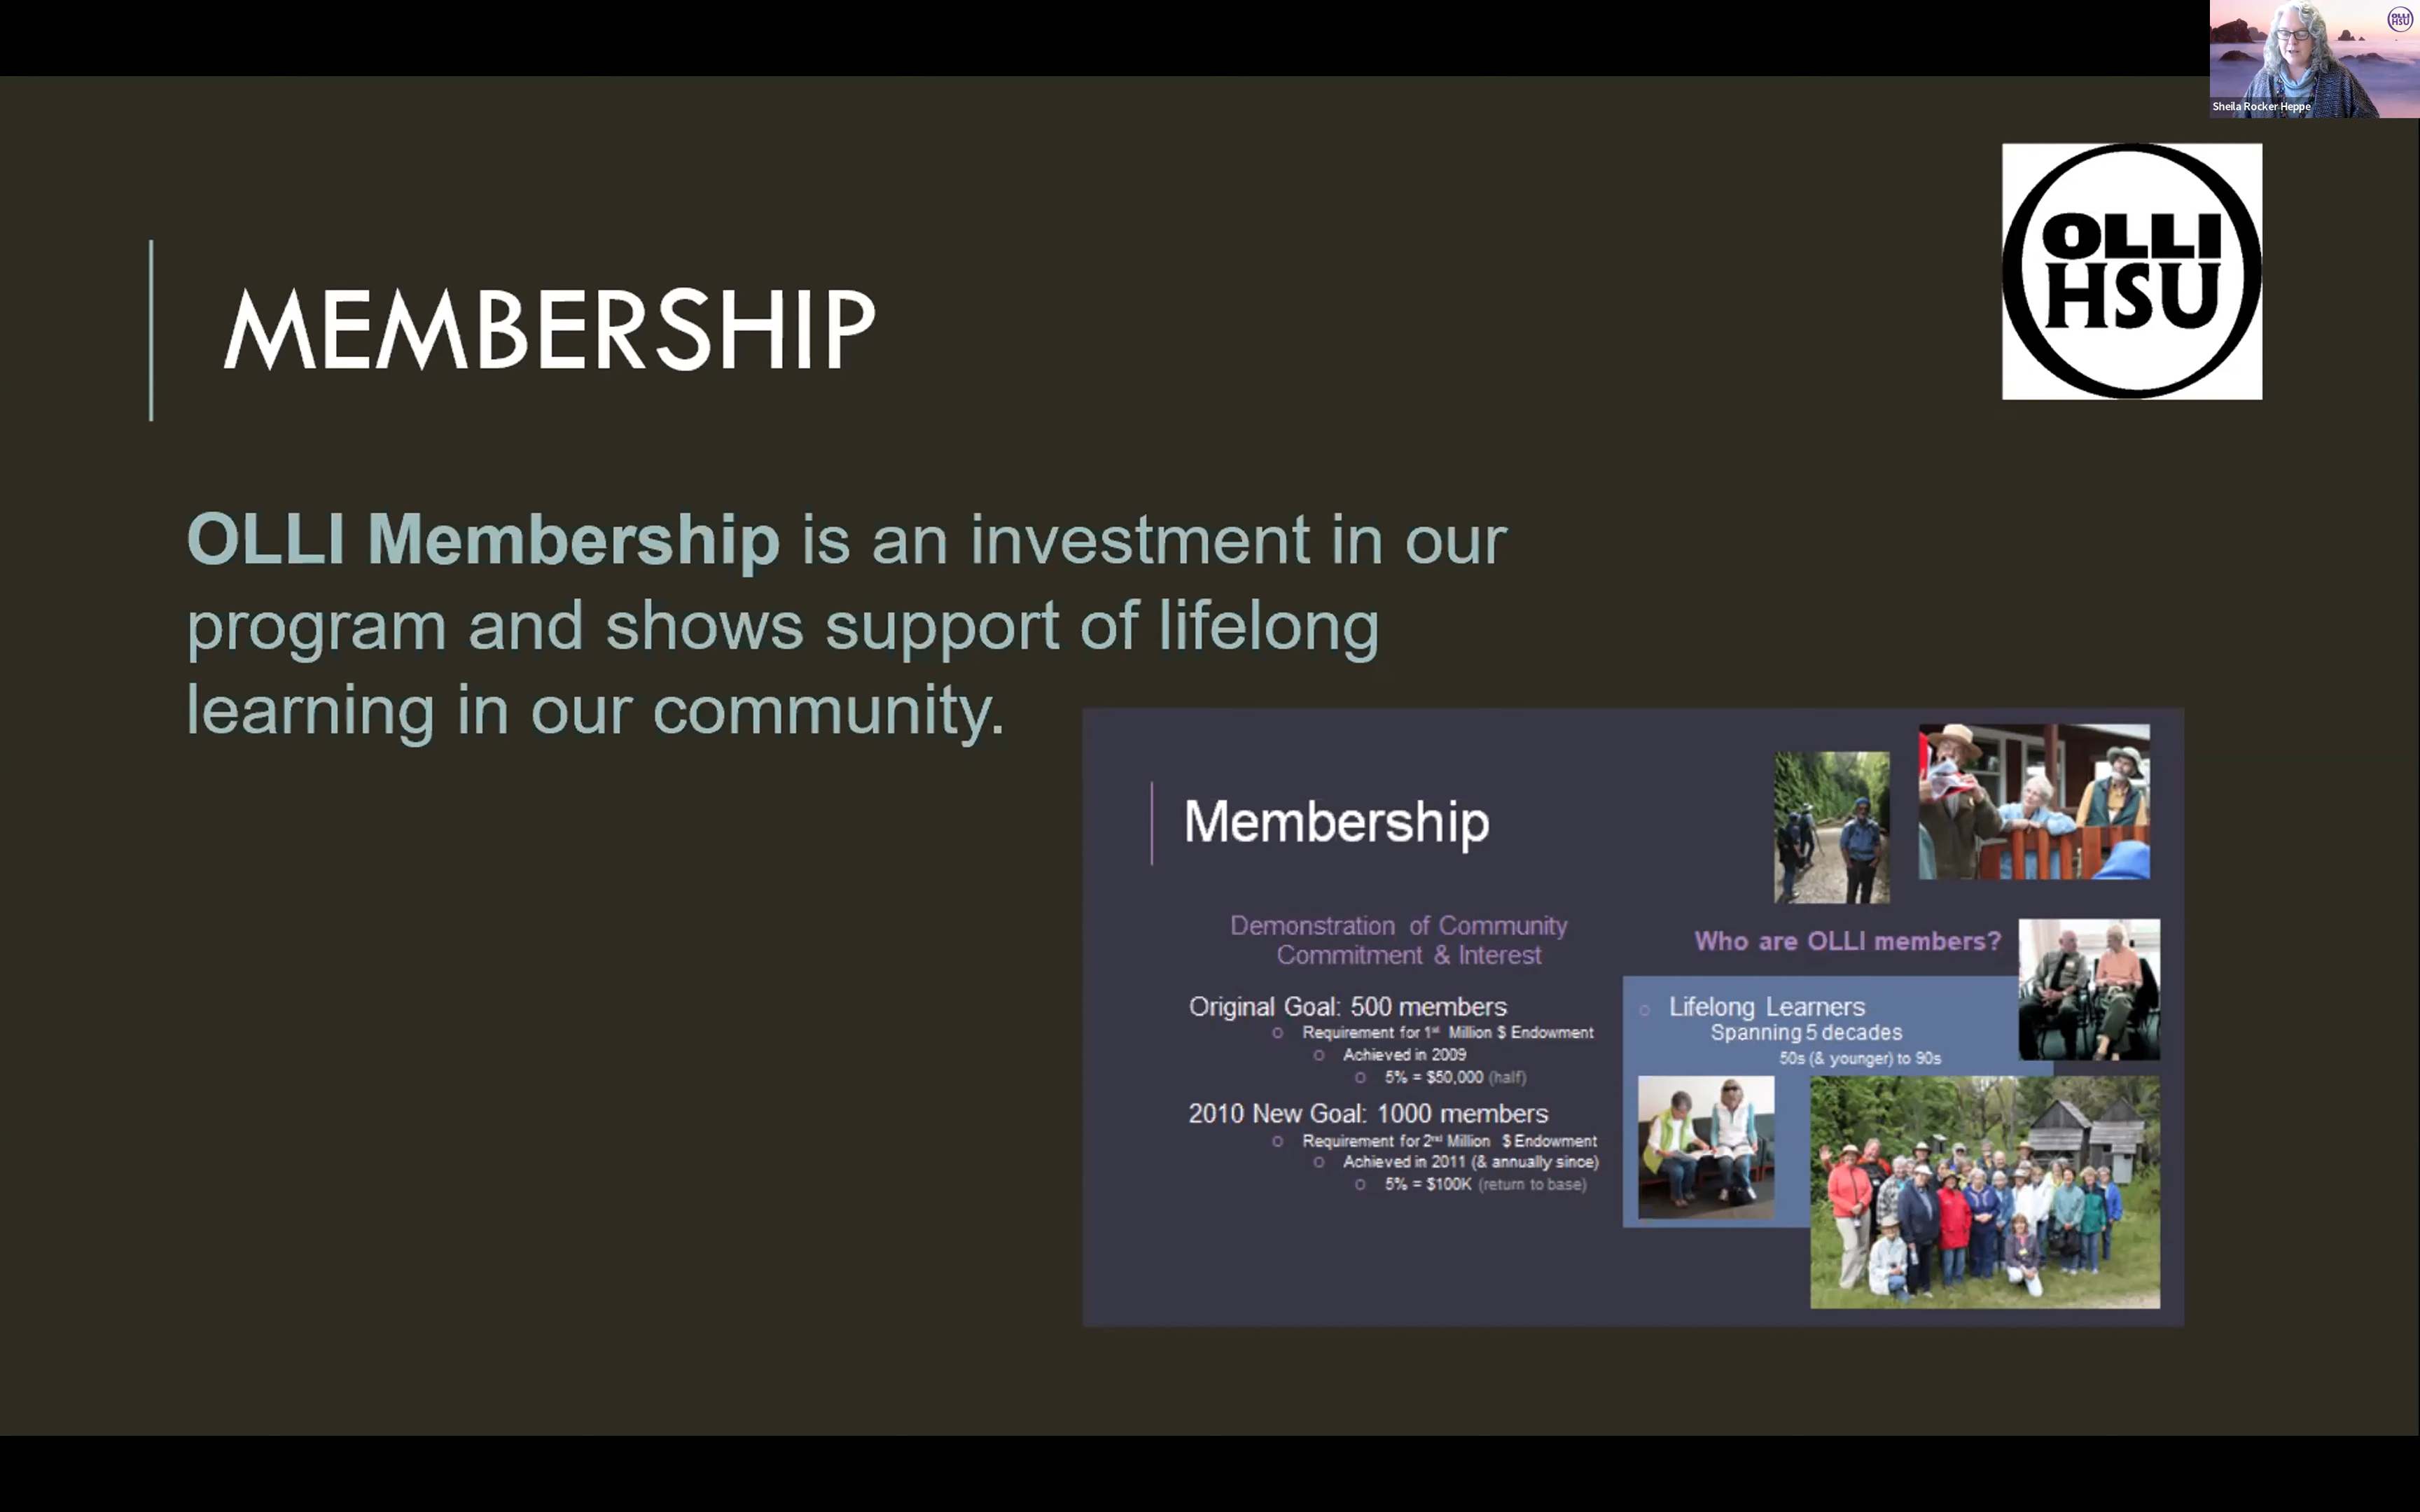 OLLI
HSU
Sheila Rocker Heppe
OLLI
HSU
MEMBERSHIP
OLLI Membership is an investment in our
program and shows support of lifelong
learning in our community.
Membership
Demonstration of Community
Commitment & Interest
Original Goal: 500 members
Requirement for 1st Million $ Endowment
Achieved in 2009
5% = $50,000 (half)
2010 New Goal: 1000 members
Requirement for 2nd Million $ Endowment
Achieved in 2011 (& annually since)
5% = $100K (return to base)
Who are OLLI members?
Lifelong Learners
Spanning 5 decades
50s (& younger) to 90s